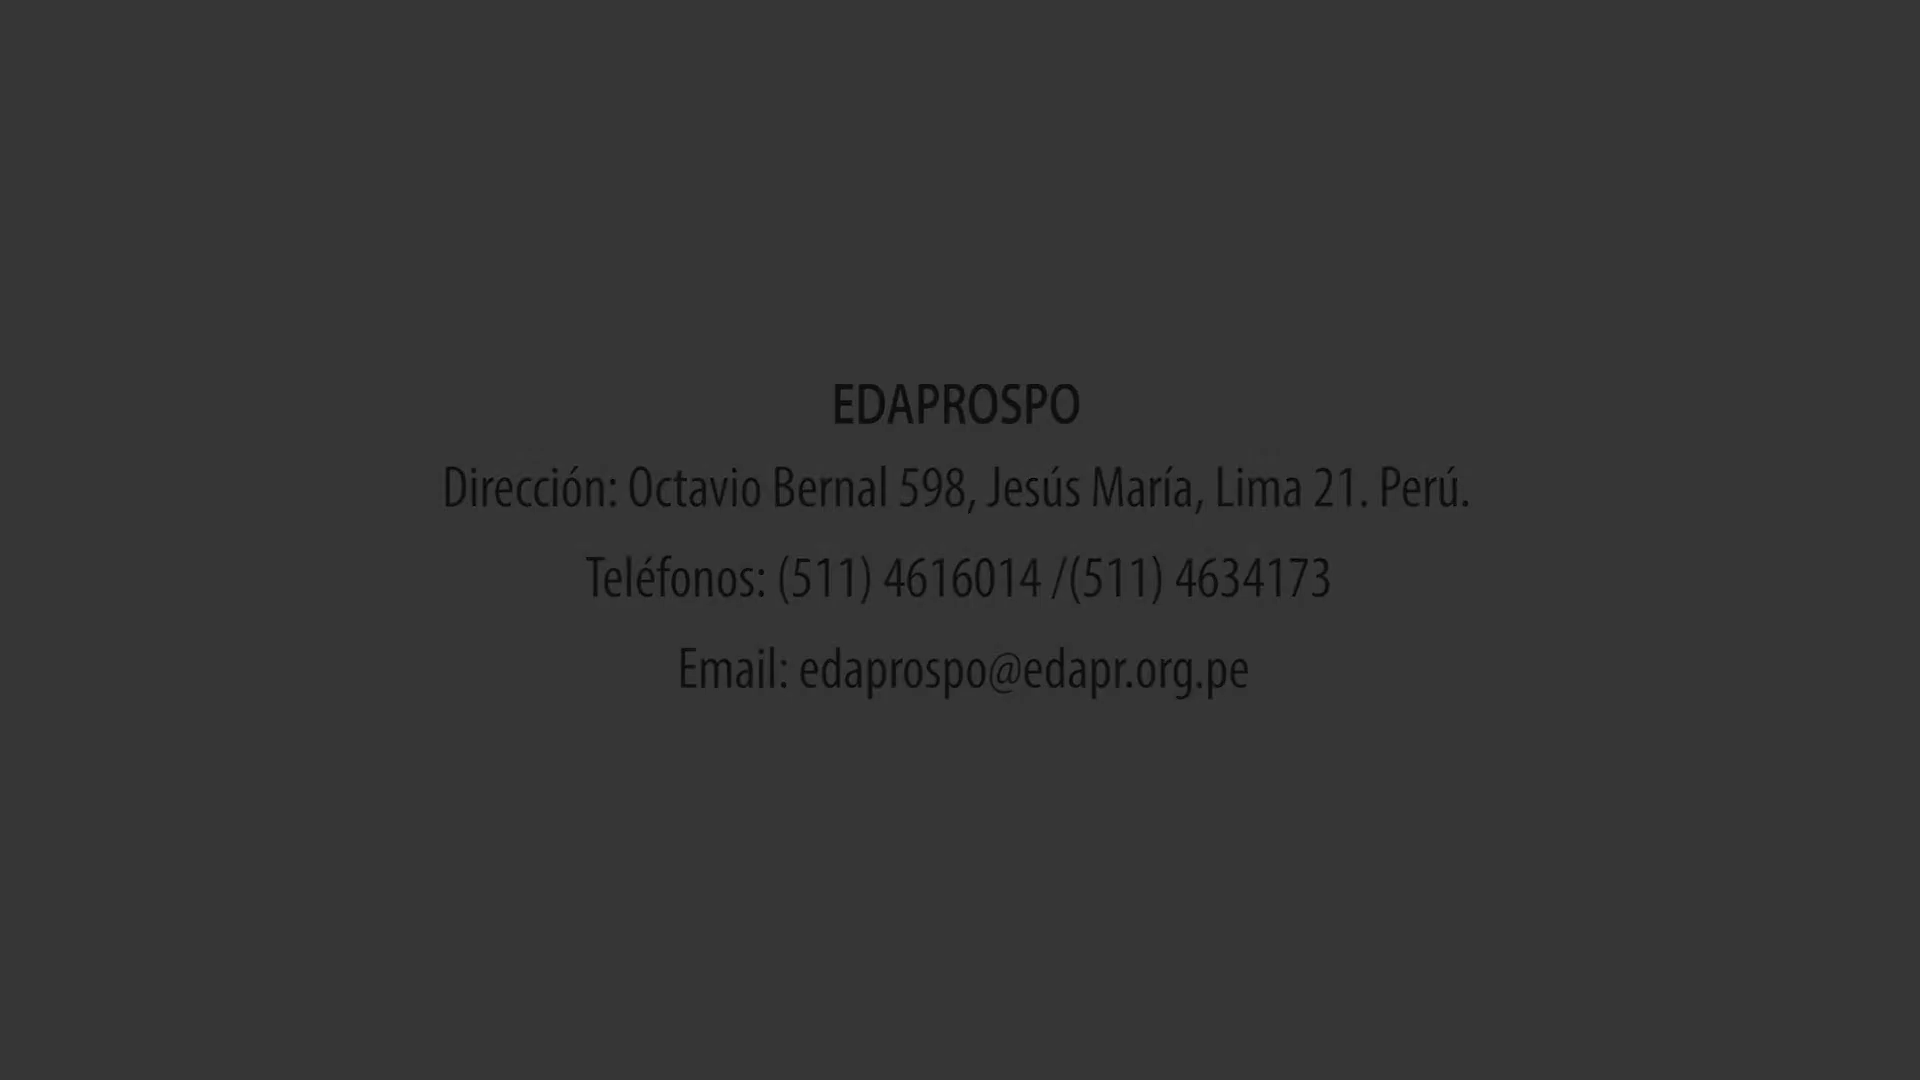 EDAPROSPO
Dirección: Octavio Bernal 598, Jesús María, Lima 21. Perú.
Teléfonos: (511) 4616014 /(511) 4634173
Email: edaprospo@edapr.org.pe